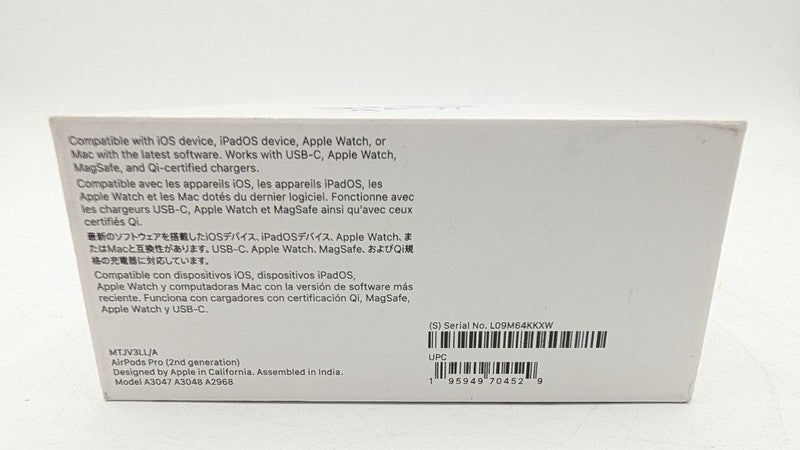 Compatible with iOS device, iPadOS device, Apple Watch, or
Mac with the latest software. Works with USB-C, Apple Watch,
MagSafe, and Qi-certified chargers.
Compatible avec les appareils iOS, les appareils iPadOS, les
Apple Watch et les Mac dotés du dernier logiciel. Fonctionne avec
les chargeurs USB-C, Apple Watch et MagSafe ainsi qu'avec ceux
certifiés Qi.
最新のソフトウェアを搭載したiOSデバイス、iPadOSデバイス、Apple Watch、ま
たはMacと互換性があります。USB-C、Apple Watch、MagSafe、およびQi規
格の充電器に対応しています。
Compatible con dispositivos iOS, dispositivos iPadOS,
Apple Watch y computadoras Mac con la versión de software más
reciente. Funciona con cargadores con certificación Qi, MagSafe,
Apple Watch y USB-C.
MTJV3LL/A
AirPods Pro (2nd generation)
Designed by Apple in California. Assembled in India.
Model A3047 A3048 A2968
(S) Serial No. L09M64KKXW
UPC
1 95949 70452 9